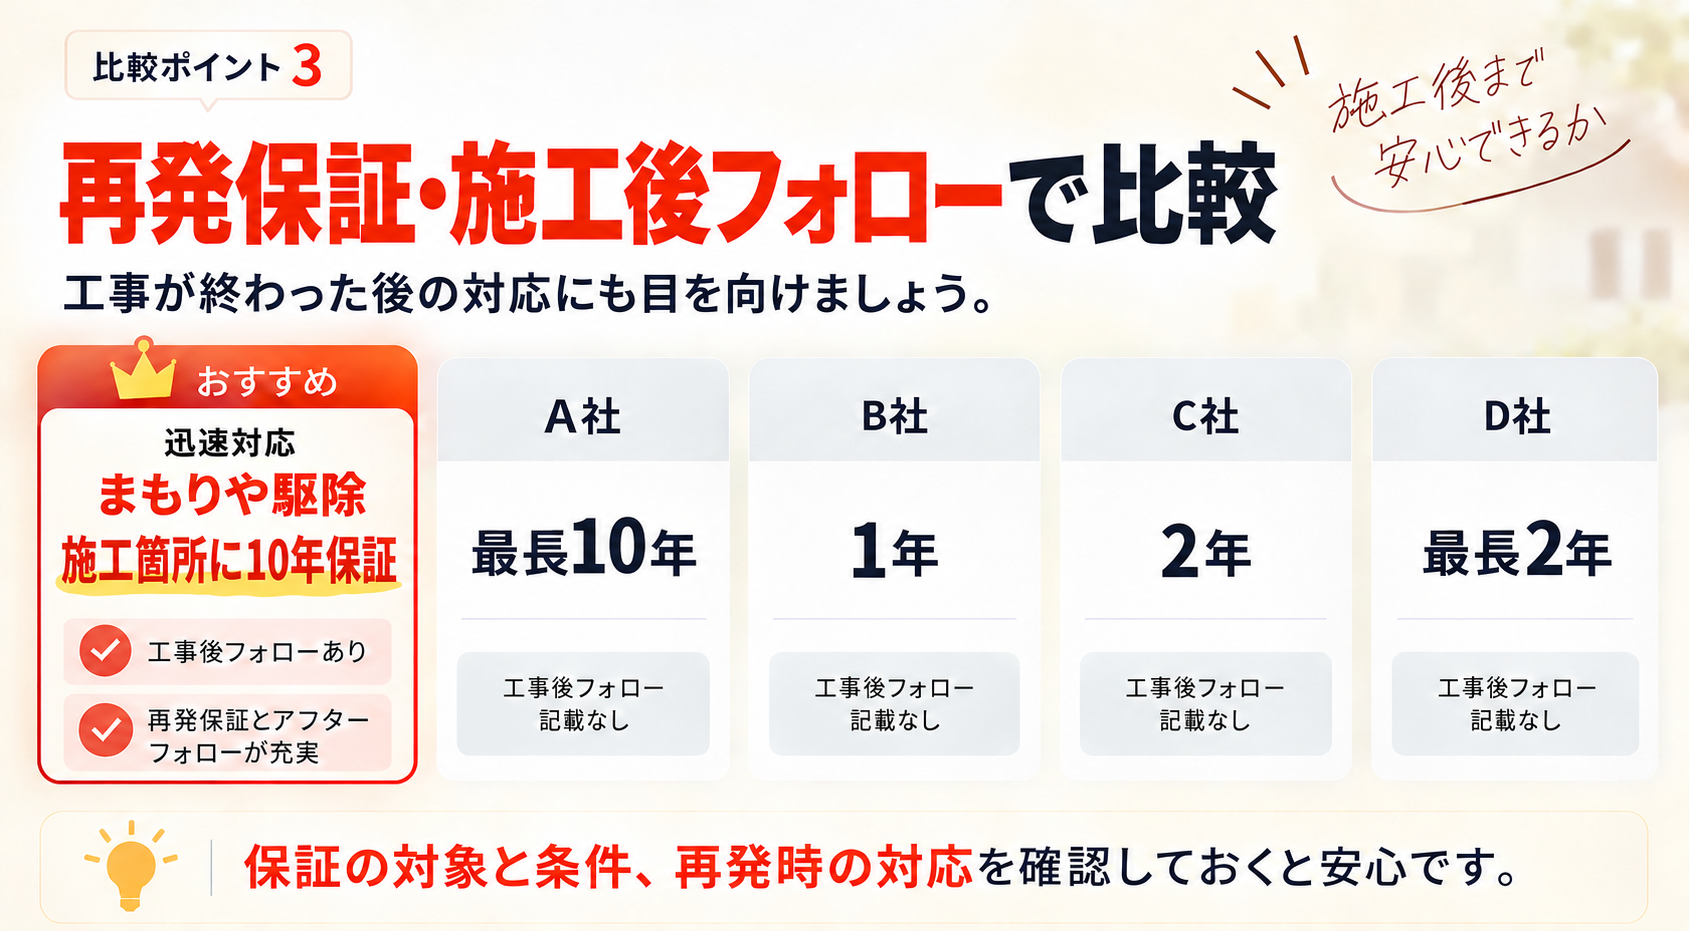 比較ポイント 3
施工後まで
安心できるか
再発保証・施工後フォローで比較
工事が終わった後の対応にも目を向けましょう。
おすすめ
迅速対応
まもりや駆除
施工箇所に10年保証
工事後フォローあり
再発保証とアフター
フォローが充実
A社
最長10年
工事後フォロー
記載なし
B社
1年
工事後フォロー
記載なし
C社
2年
工事後フォロー
記載なし
D社
最長2年
工事後フォロー
記載なし
保証の対象と条件、再発時の対応を確認しておくと安心です。